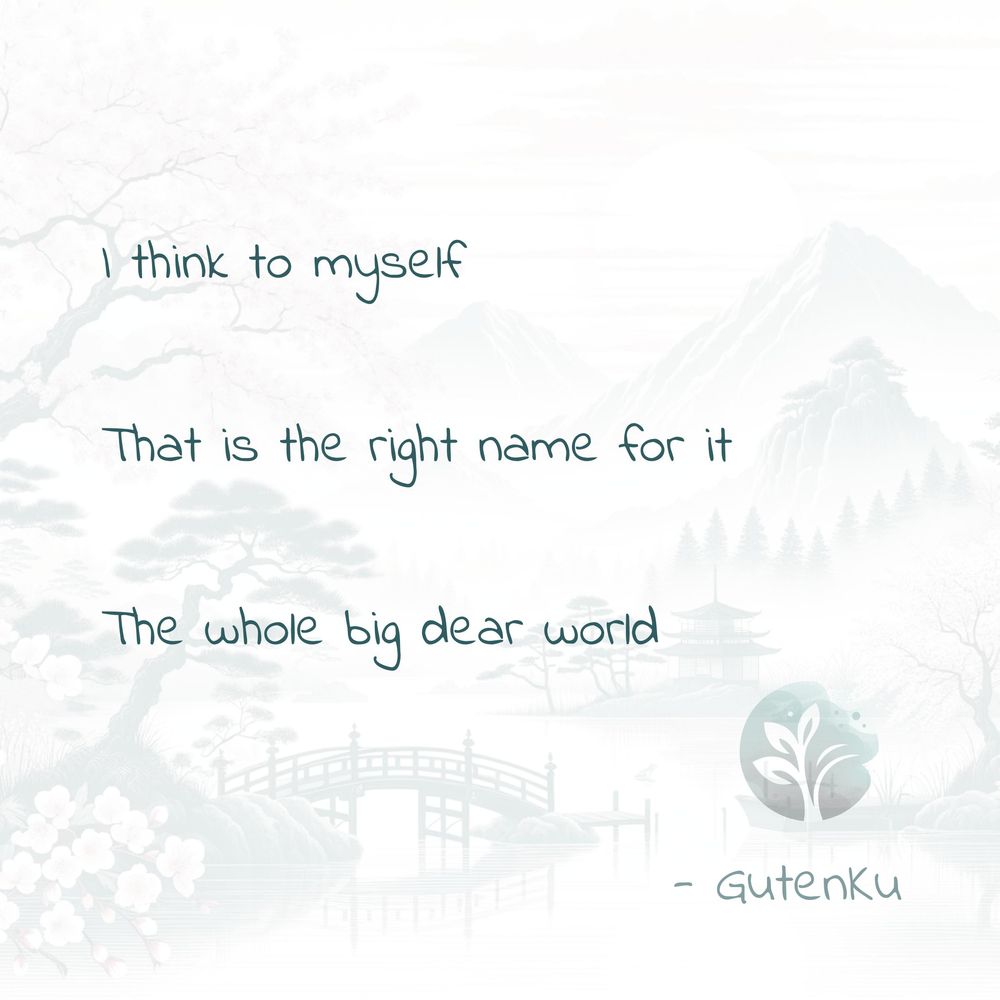 I think to myself
That is the right name for it
The whole big dear world
- GutenKu